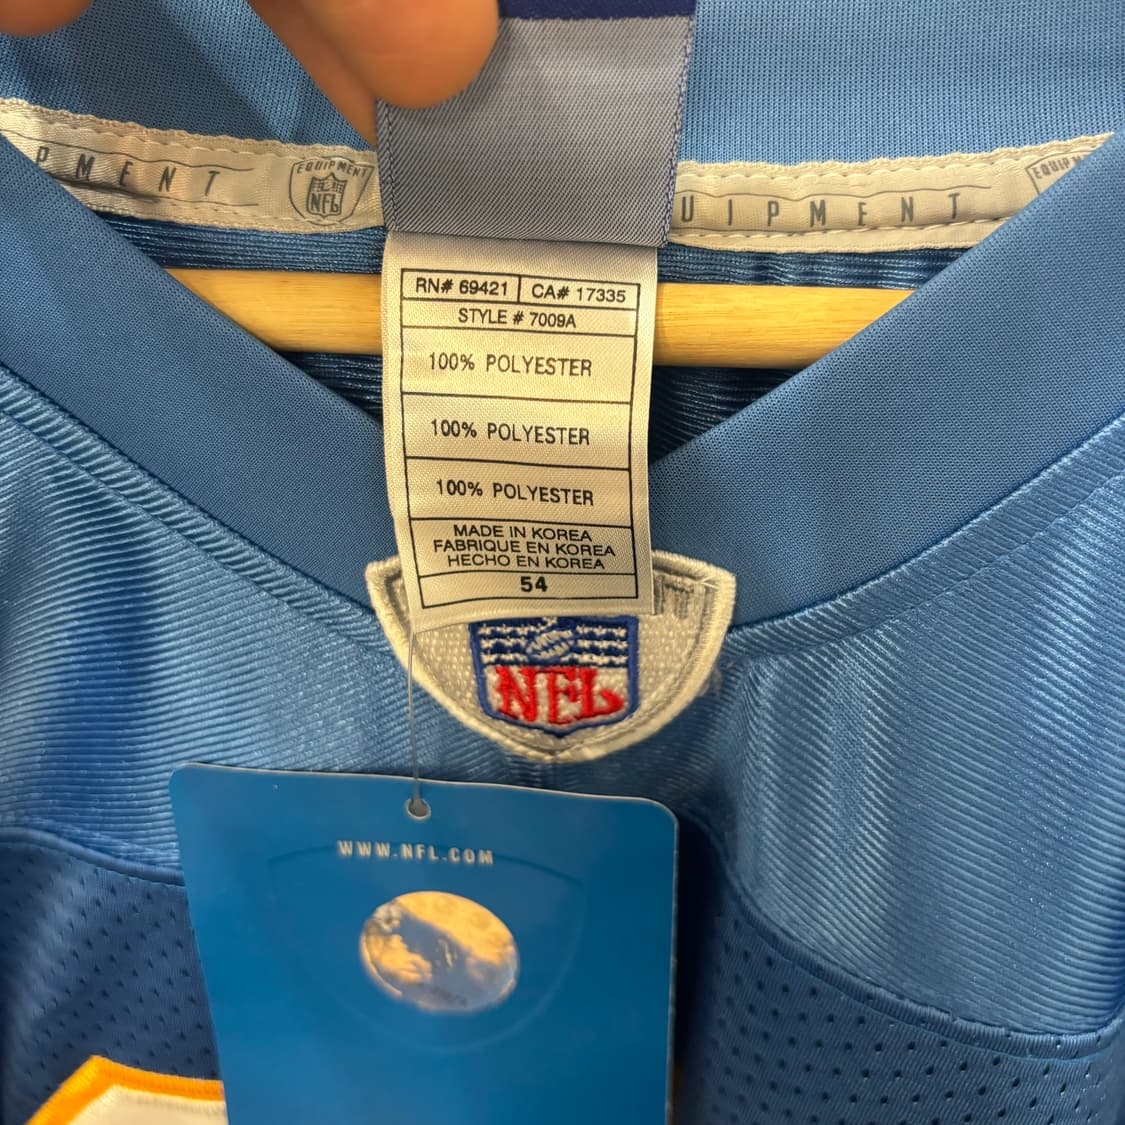 PMENT
EQUIPMENT
NFL
UIPMENT
EQUIPM
RN# 69421 CA# 17335
STYLE # 7009A
100% POLYESTER
100% POLYESTER
100% POLYESTER
MADE IN KOREA
FABRIQUE EN KOREA
HECHO EN KOREA
54
NFL
WWW.NFL.COM